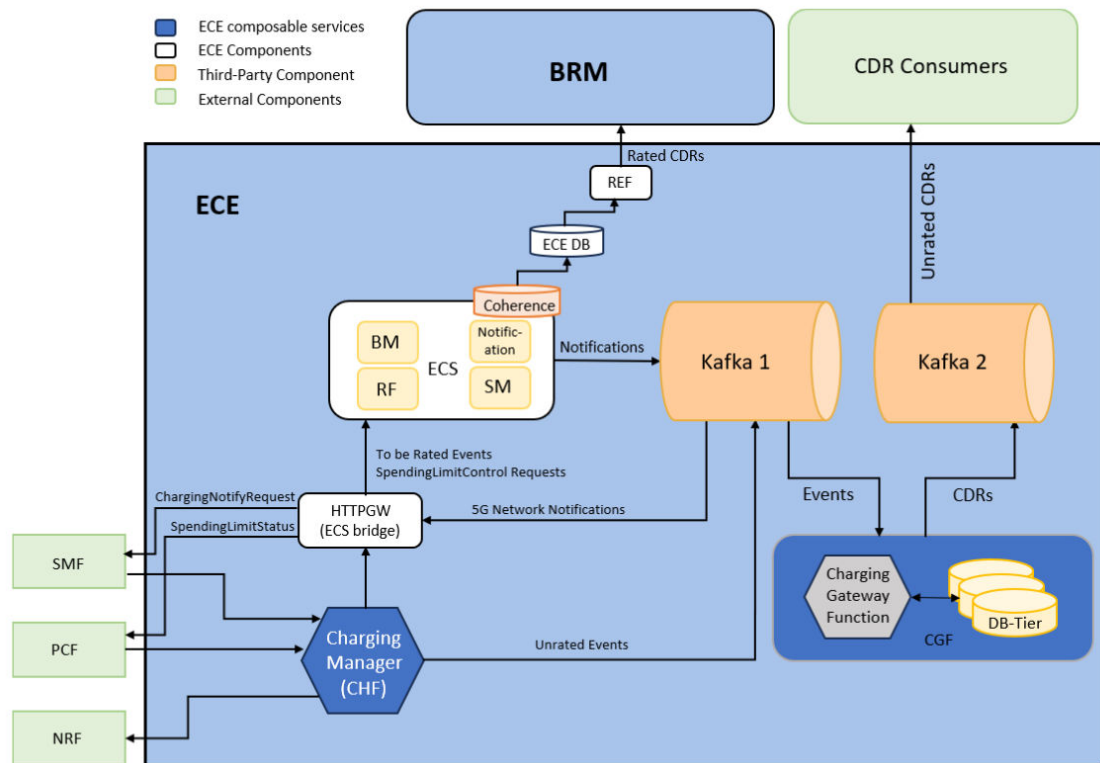 ECE composable services
ECE Components
Third-Party Component
External Components
BRM
CDR Consumers
Rated CDRs
REF
ECE
ECE DB
Unrated CDRs
Coherence
BM
Notific-
ation
ECS
RF
SM
Notifications
Kafka 1
Kafka 2
To be Rated Events
SpendingLimitControl Requests
ChargingNotifyRequest
SpendingLimitStatus
HTTPGW
(ECS bridge)
5G Network Notifications
Events
CDRs
SMF
PCF
NRF
Charging
Manager
(CHF)
Unrated Events
Charging
Gateway
Function
DB-Tier
CGF